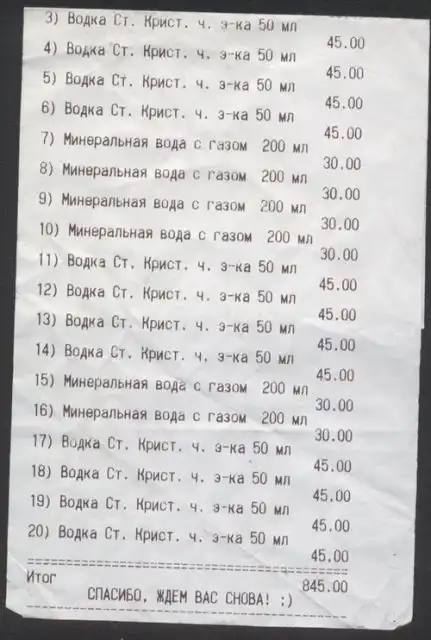 3) Водка Ст. Крист. ч. э-ка 50 мл
45.00
4) Водка Ст. Крист. ч. э-ка 50 мл
45.00
5) Водка Ст. Крист. ч. э-ка 50 мл
45.00
6) Водка Ст. Крист. ч. э-ка 50 мл
45.00
7) Минеральная вода с газом 200 мл
30.00
8) Минеральная вода с газом 200 мл
30.00
9) Минеральная вода с газом 200 мл
30.00
10) Минеральная вода с газом 200 мл
30.00
11) Водка Ст. Крист. ч. э-ка 50 мл
45.00
12) Водка Ст. Крист. ч. э-ка 50 мл
45.00
13) Водка Ст. Крист. ч. э-ка 50 мл
45.00
14) Водка Ст. Крист. ч. э-ка 50 мл
45.00
15) Минеральная вода с газом 200 мл
30.00
16) Минеральная вода с газом 200 мл
30.00
17) Водка Ст. Крист. ч. э-ка 50 мл
45.00
18) Водка Ст. Крист. ч. э-ка 50 мл
45.00
19) Водка Ст. Крист. ч. э-ка 50 мл
45.00
20) Водка Ст. Крист. ч. э-ка 50 мл
45.00
Итог 845.00
СПАСИБО, ЖДЕМ ВАС СНОВА! ;)